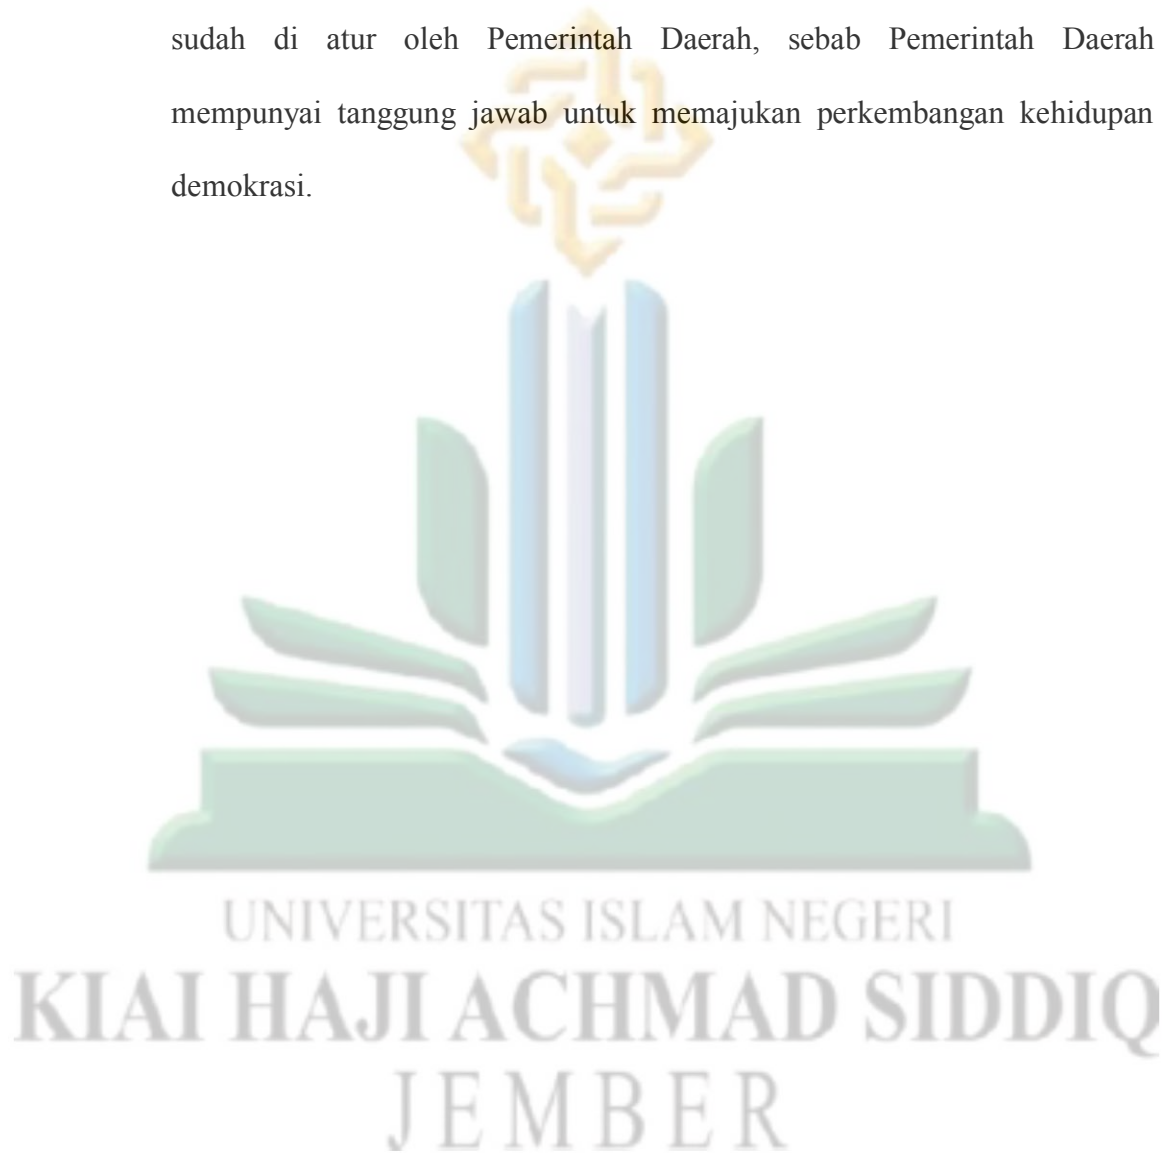 sudah di atur oleh Pemerintah Daerah, sebab Pemerintah Daerah
mempunyai tanggung jawab untuk memajukan perkembangan kehidupan
demokrasi.
UNIVERSITAS ISLAM NEGERI
KIAI HAJI ACHMAD SIDDIQ
JEMBER